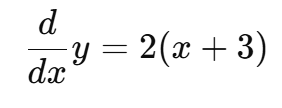 d/dx y = 2(x + 3)